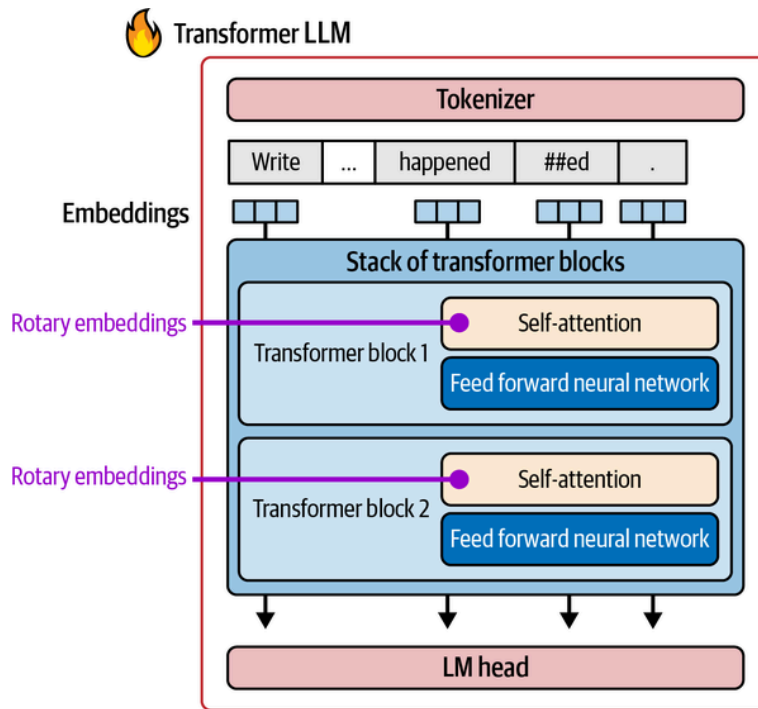 Transformer LLM
Tokenizer
Write ... happened ##ed .
Embeddings
Stack of transformer blocks
Rotary embeddings
Self-attention
Transformer block 1
Feed forward neural network
Rotary embeddings
Self-attention
Transformer block 2
Feed forward neural network
LM head